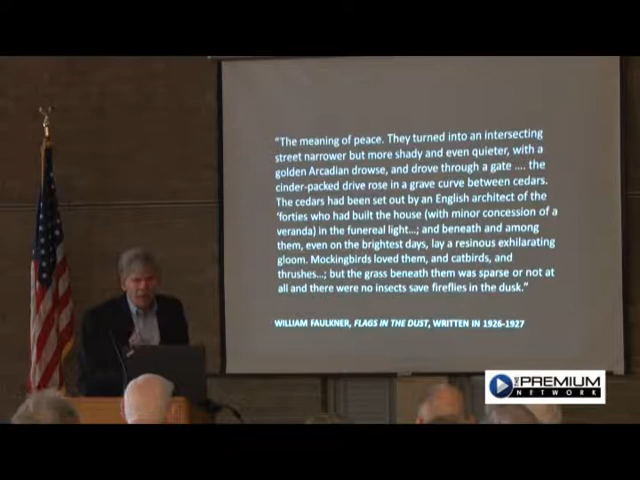 "The meaning of peace. They turned into an intersecting
street narrower but more shady and even quieter, with a
golden Arcadian drowse, and drove through a gate .... the
cinder-packed drive rose in a grave curve between cedars.
The cedars had been set out by an English architect of the
'forties who had built the house (with minor concession of a
veranda) in the funereal light...; and beneath and among
them, even on the brightest days, lay a resinous exhilarating
gloom. Mockingbirds loved them, and catbirds, and
thrushes...; but the grass beneath them was sparse or not at
all and there were no insects save fireflies in the dusk."
WILLIAM FAULKNER, FLAGS IN THE DUST, WRITTEN IN 1926-1927
THE PREMIUM
NETWORK